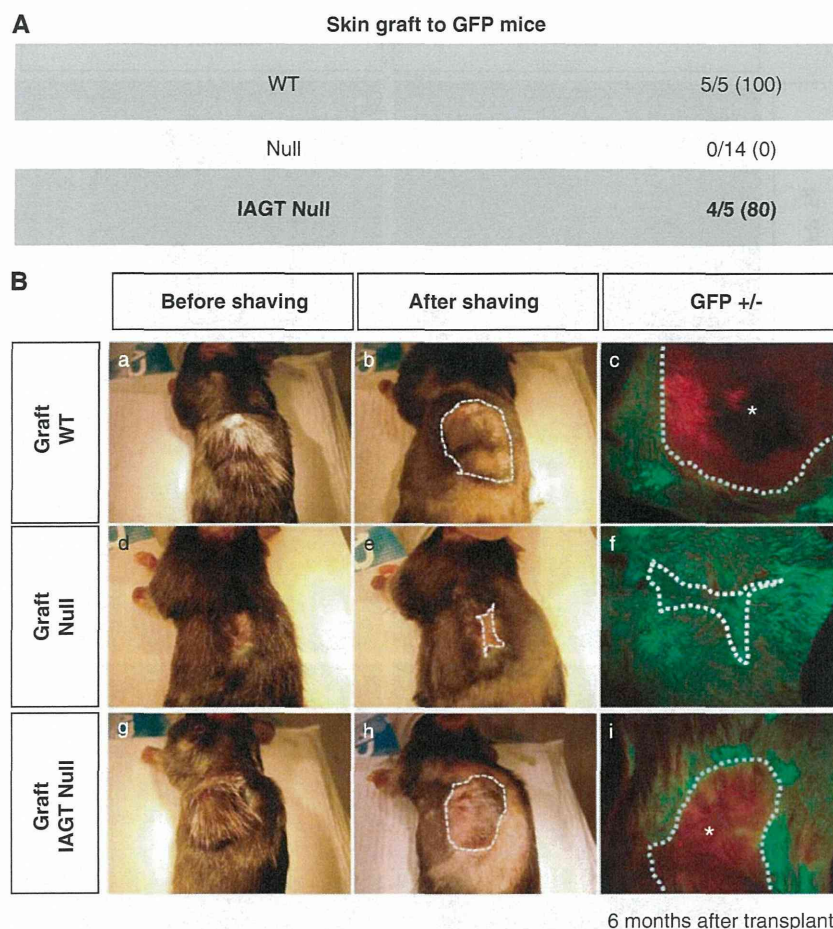 A
Skin graft to GFP mice
WT 5/5 (100)
Null 0/14 (0)
IAGT Null 4/5 (80)
B
Before shaving After shaving GFP +/-
Graft
WT
a b c
*
Graft
Null
d e f
Graft
IAGT Null
g h i
*
6 months after transplant